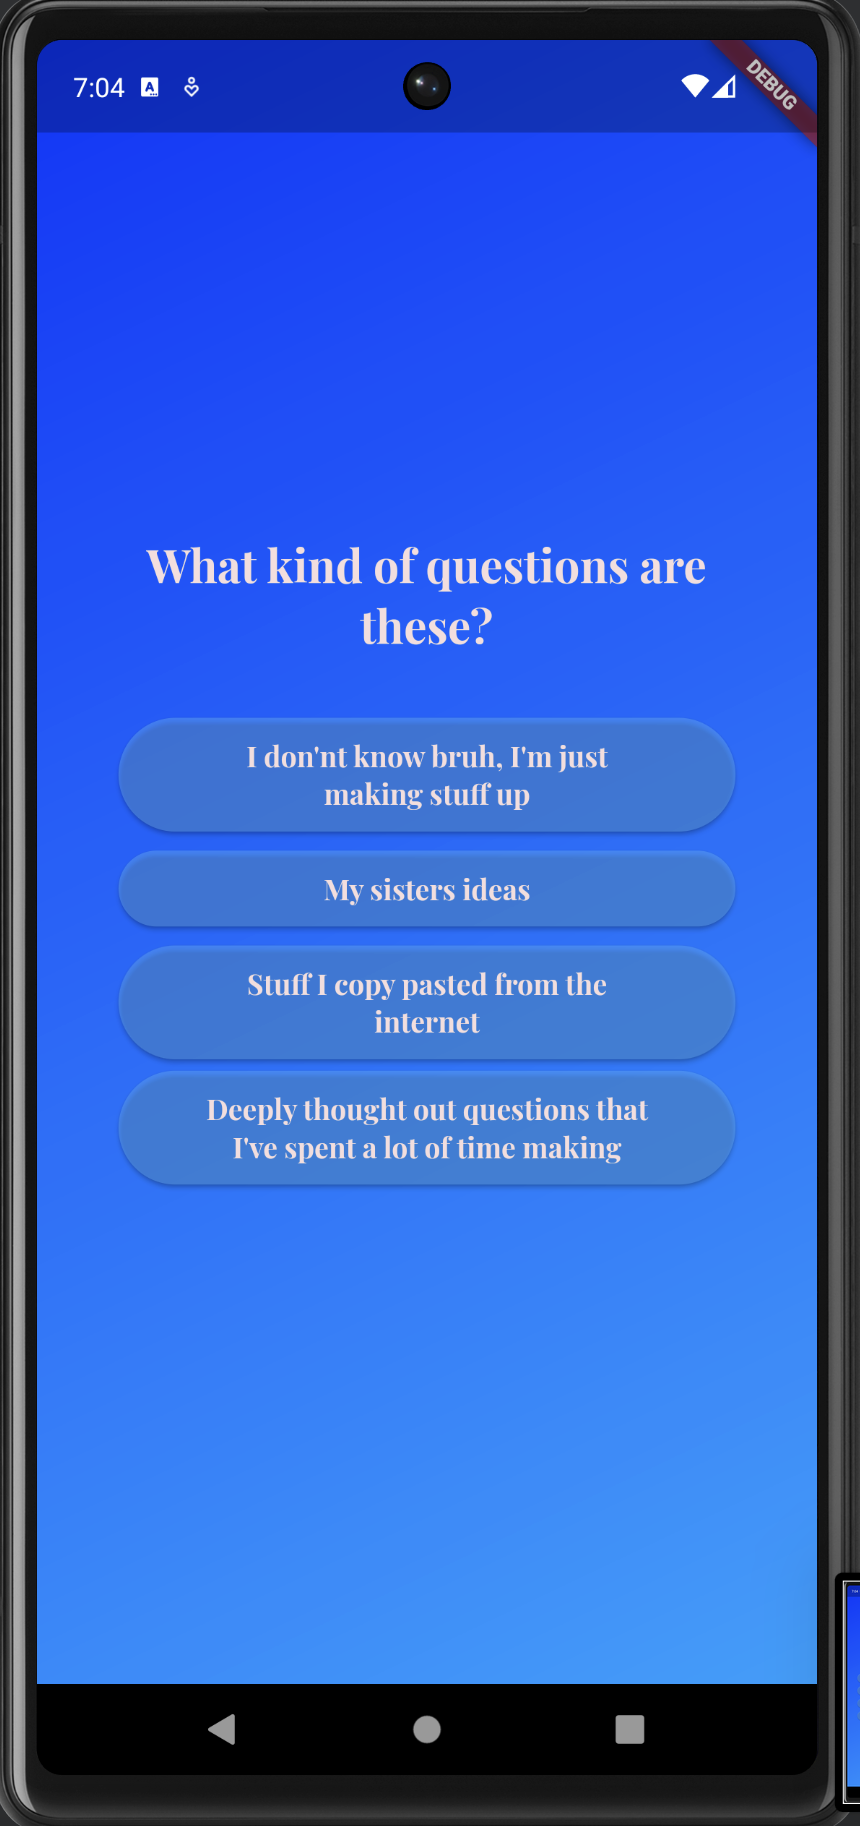 7:04
A
DEBUG
What kind of questions are
these?
I don'nt know bruh, I'm just
making stuff up
My sisters ideas
Stuff I copy pasted from the
internet
Deeply thought out questions that
I've spent a lot of time making